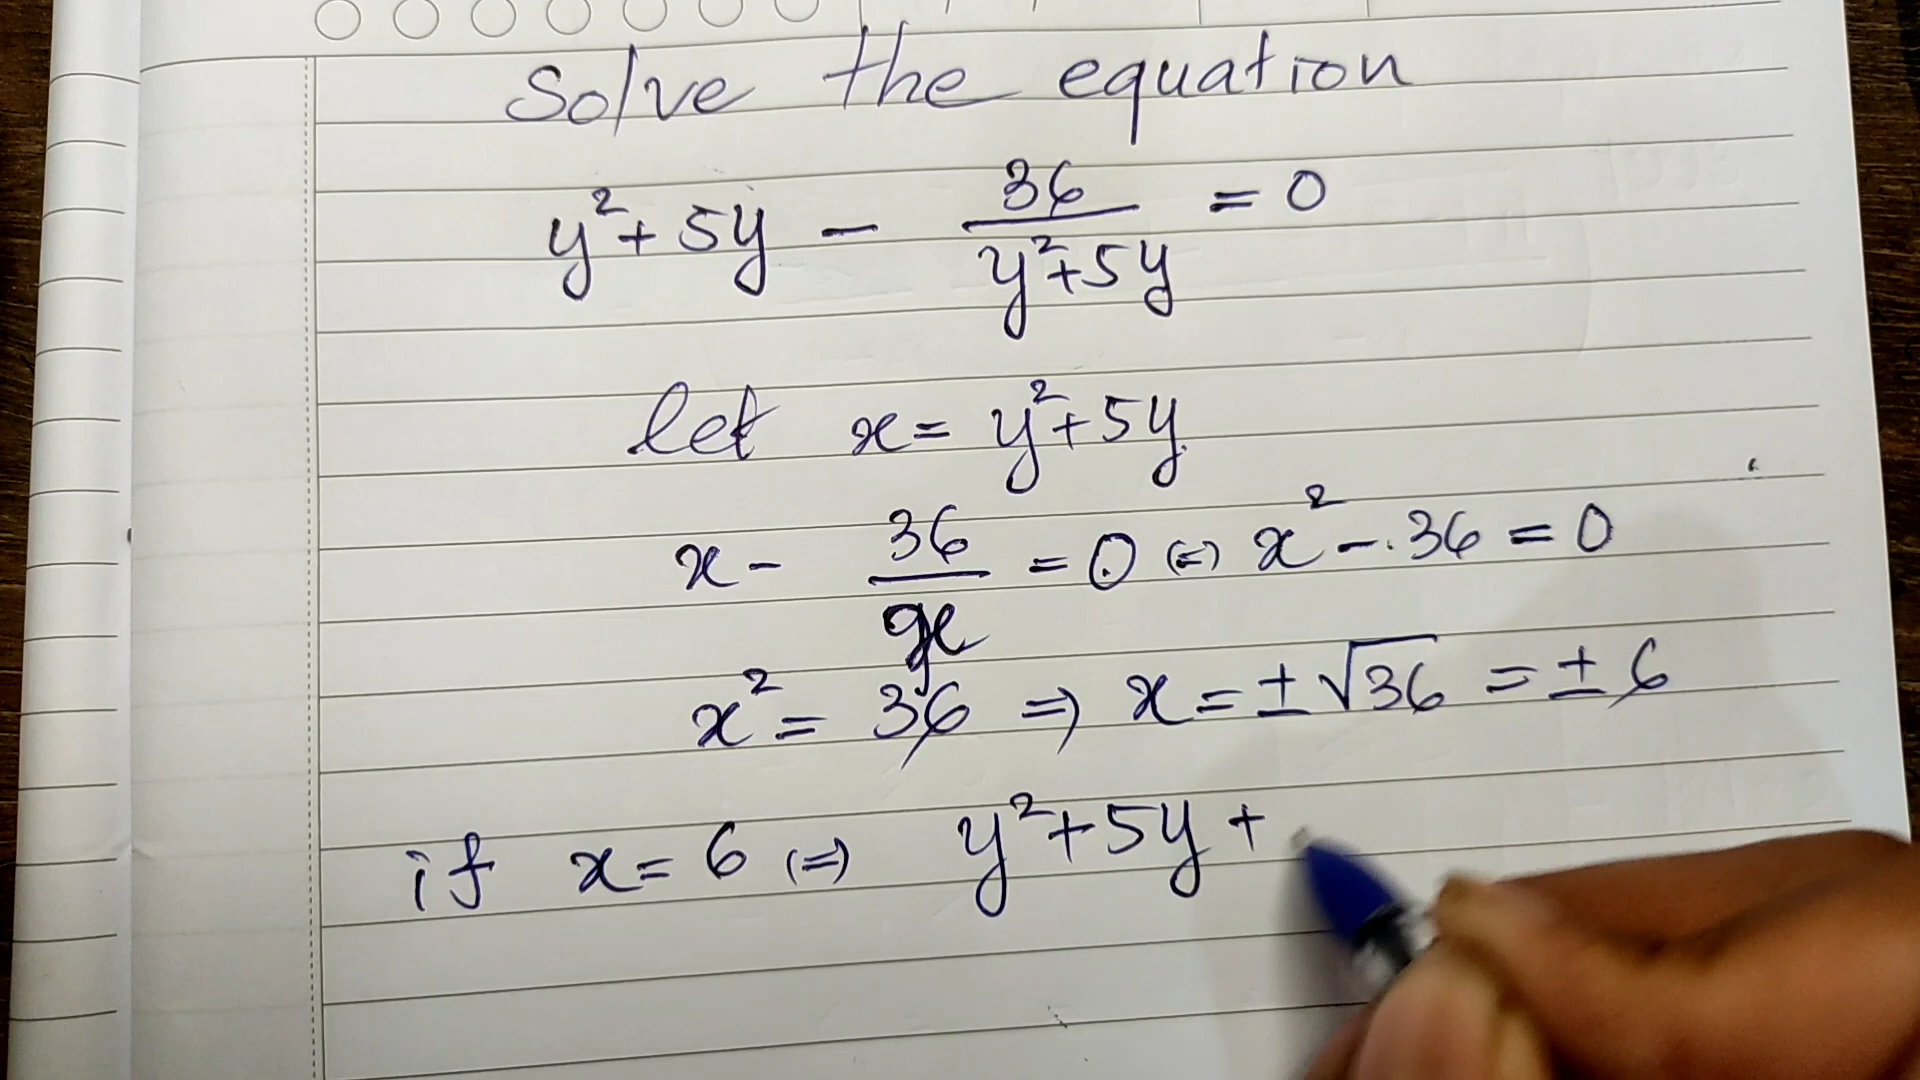 Solve the equation
y² + 5y - 36/(y²+5y) = 0
let x = y² + 5y
x - 36/x = 0 (=) x² - 36 = 0
x² = 36 => x = ± √36 = ± 6
if x = 6 (=) y² + 5y +